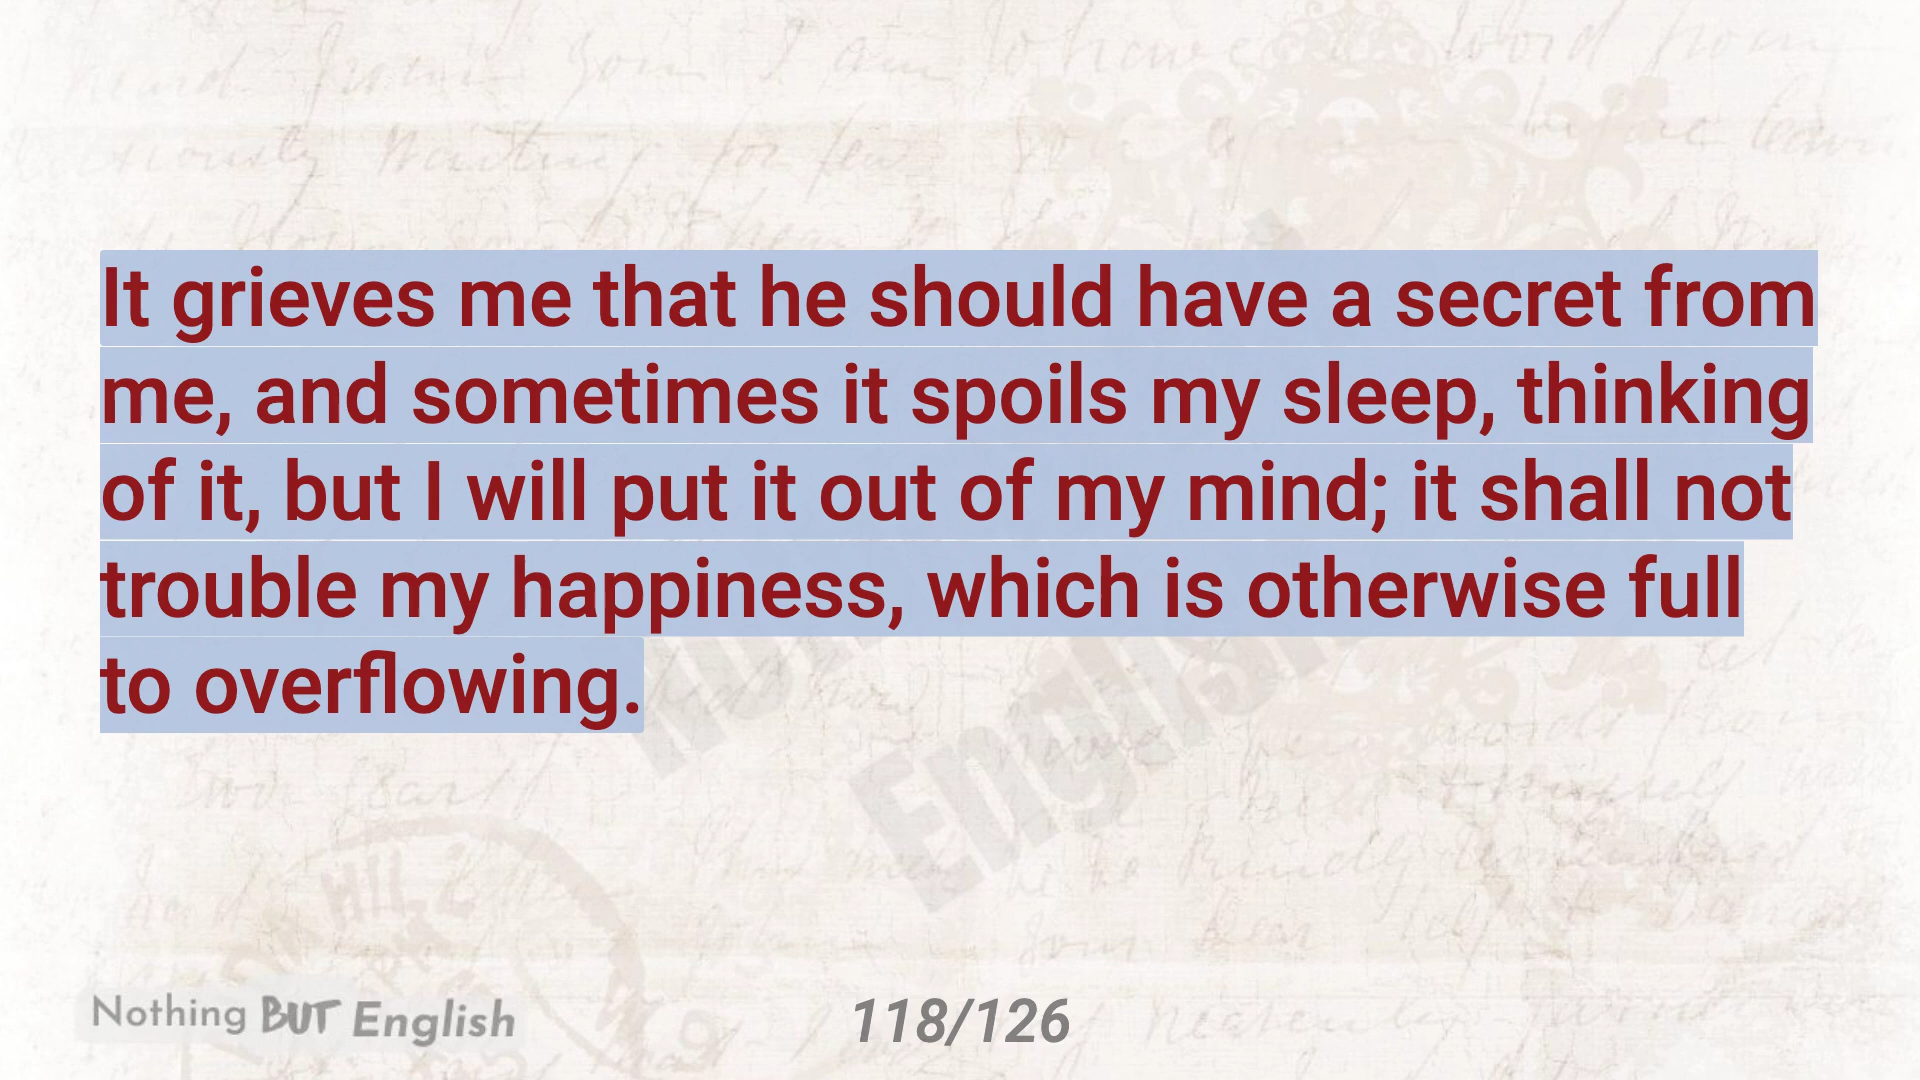 It grieves me that he should have a secret from
me, and sometimes it spoils my sleep, thinking
of it, but I will put it out of my mind; it shall not
trouble my happiness, which is otherwise full
to overflowing.
Nothing BUT English
118/126